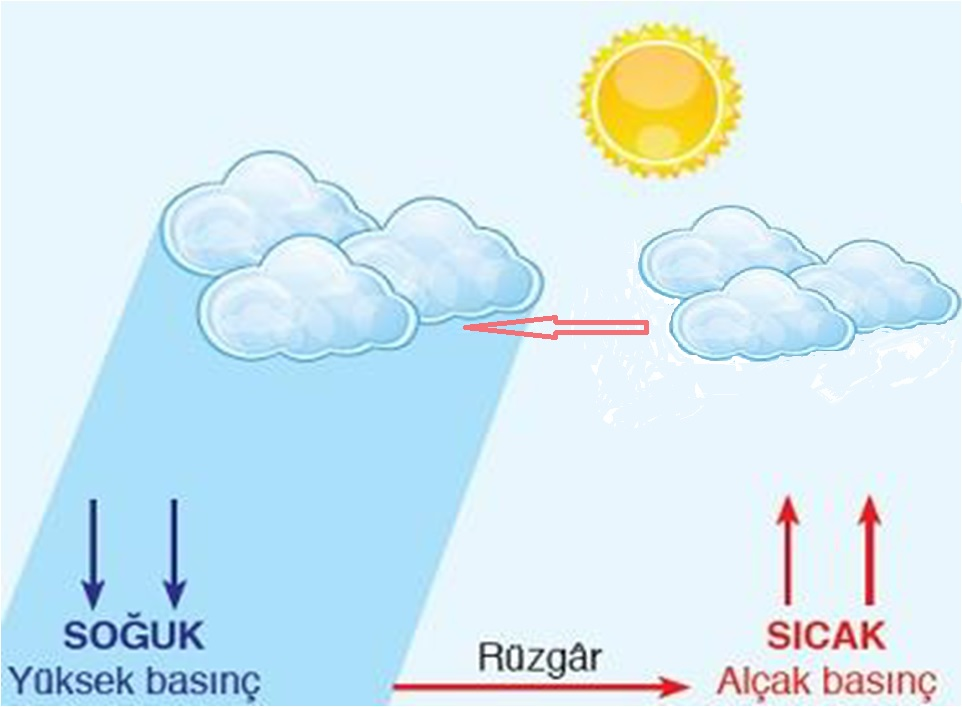 SOĞUK
Yüksek basınç
Rüzgâr
SICAK
Alçak basınç